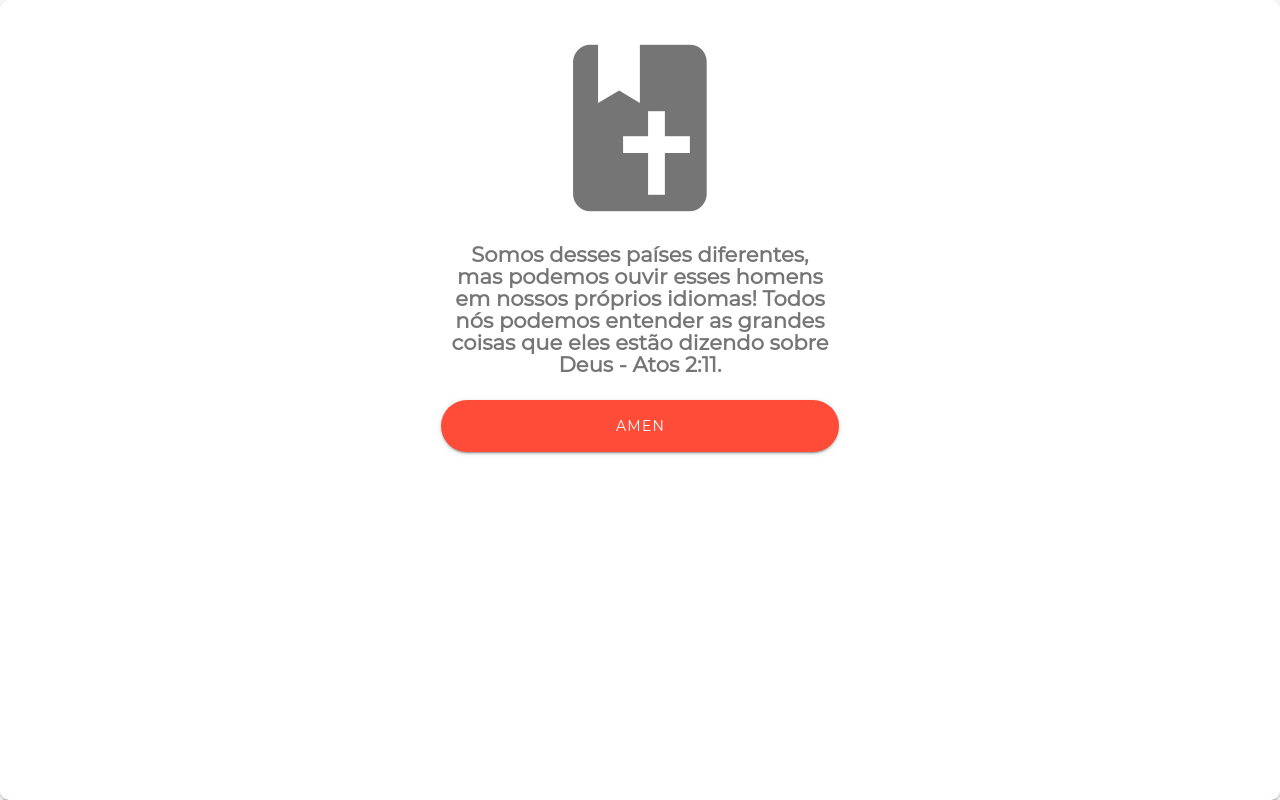 Somos desses países diferentes,
mas podemos ouvir esses homens
em nossos próprios idiomas! Todos
nós podemos entender as grandes
coisas que eles estão dizendo sobre
Deus - Atos 2:11.
AMEN